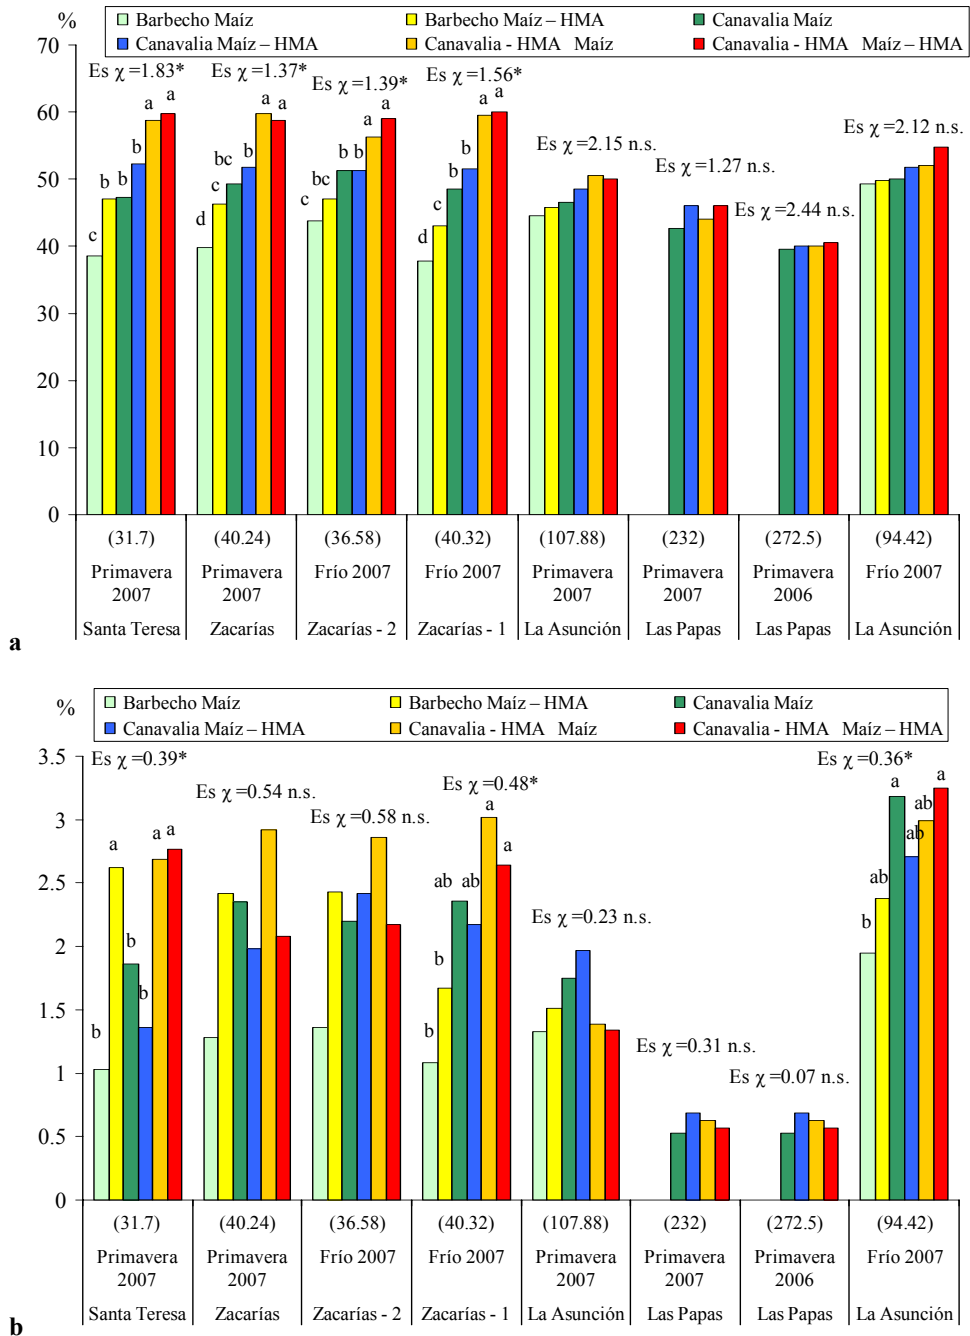 %
Barbecho Maíz
Barbecho Maíz – HMA
Canavalia Maíz
Canavalia Maíz – HMA
Canavalia - HMA Maíz
Canavalia - HMA Maíz – HMA
70
60
50
40
30
20
10
0
Es χ =1.83*
Es χ =1.37*
Es χ =1.39*
Es χ =1.56*
Es χ =2.15 n.s.
Es χ =1.27 n.s.
Es χ =2.44 n.s.
Es χ =2.12 n.s.
c b b b a a
d c bc b a a
c bc b b a a
d c b b a a
(31.7) (40.24) (36.58) (40.32) (107.88) (232) (272.5) (94.42)
Primavera 2007
Primavera 2007
Frío 2007
Frío 2007
Primavera 2007
Primavera 2007
Primavera 2006
Frío 2007
Santa Teresa Zacarías Zacarías - 2 Zacarías - 1 La Asunción Las Papas Las Papas La Asunción
a
%
Barbecho Maíz
Barbecho Maíz – HMA
Canavalia Maíz
Canavalia Maíz – HMA
Canavalia - HMA Maíz
Canavalia - HMA Maíz – HMA
3.5
3
2.5
2
1.5
1
0.5
0
Es χ =0.39*
Es χ =0.54 n.s.
Es χ =0.58 n.s.
Es χ =0.48*
Es χ =0.23 n.s.
Es χ =0.31 n.s.
Es χ =0.07 n.s.
Es χ =0.36*
b a b b a a
b b ab ab a a
b ab a ab ab a
(31.7) (40.24) (36.58) (40.32) (107.88) (232) (272.5) (94.42)
Primavera 2007
Primavera 2007
Frío 2007
Frío 2007
Primavera 2007
Primavera 2007
Primavera 2006
Frío 2007
Santa Teresa Zacarías Zacarías - 2 Zacarías - 1 La Asunción Las Papas Las Papas La Asunción
b